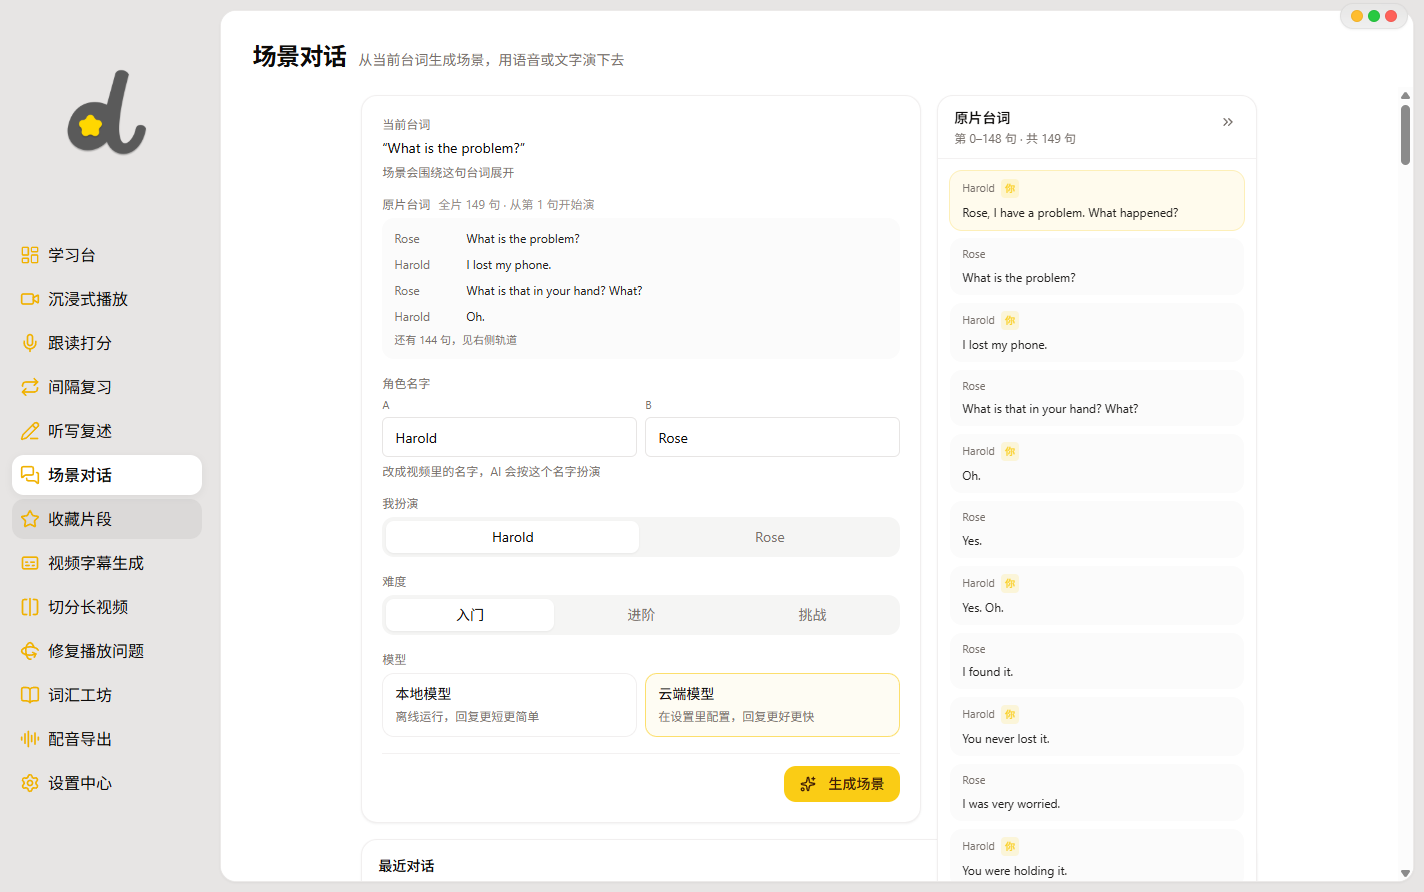 场景对话 从当前台词生成场景，用语音或文字演下去
学习台
沉浸式播放
跟读打分
间隔复习
听写复述
场景对话
收藏片段
视频字幕生成
切分长视频
修复播放问题
词汇工坊
配音导出
设置中心
当前台词
“What is the problem?”
场景会围绕这句台词展开
原片台词 全片 149 句 · 从第 1 句开始演
Rose What is the problem?
Harold I lost my phone.
Rose What is that in your hand? What?
Harold Oh.
还有 144 句，见右侧轨道
角色名字
A B
Harold Rose
改成视频里的名字，AI 会按这个名字扮演
我扮演
Harold Rose
难度
入门 进阶 挑战
模型
本地模型
离线运行，回复更短更简单
云端模型
在设置里配置，回复更好更快
生成场景
最近对话
原片台词
第 0–148 句 · 共 149 句
Harold 你
Rose, I have a problem. What happened?
Rose
What is the problem?
Harold 你
I lost my phone.
Rose
What is that in your hand? What?
Harold 你
Oh.
Rose
Yes.
Harold 你
Yes. Oh.
Rose
I found it.
Harold 你
You never lost it.
Rose
I was very worried.
Harold 你
You were holding it.